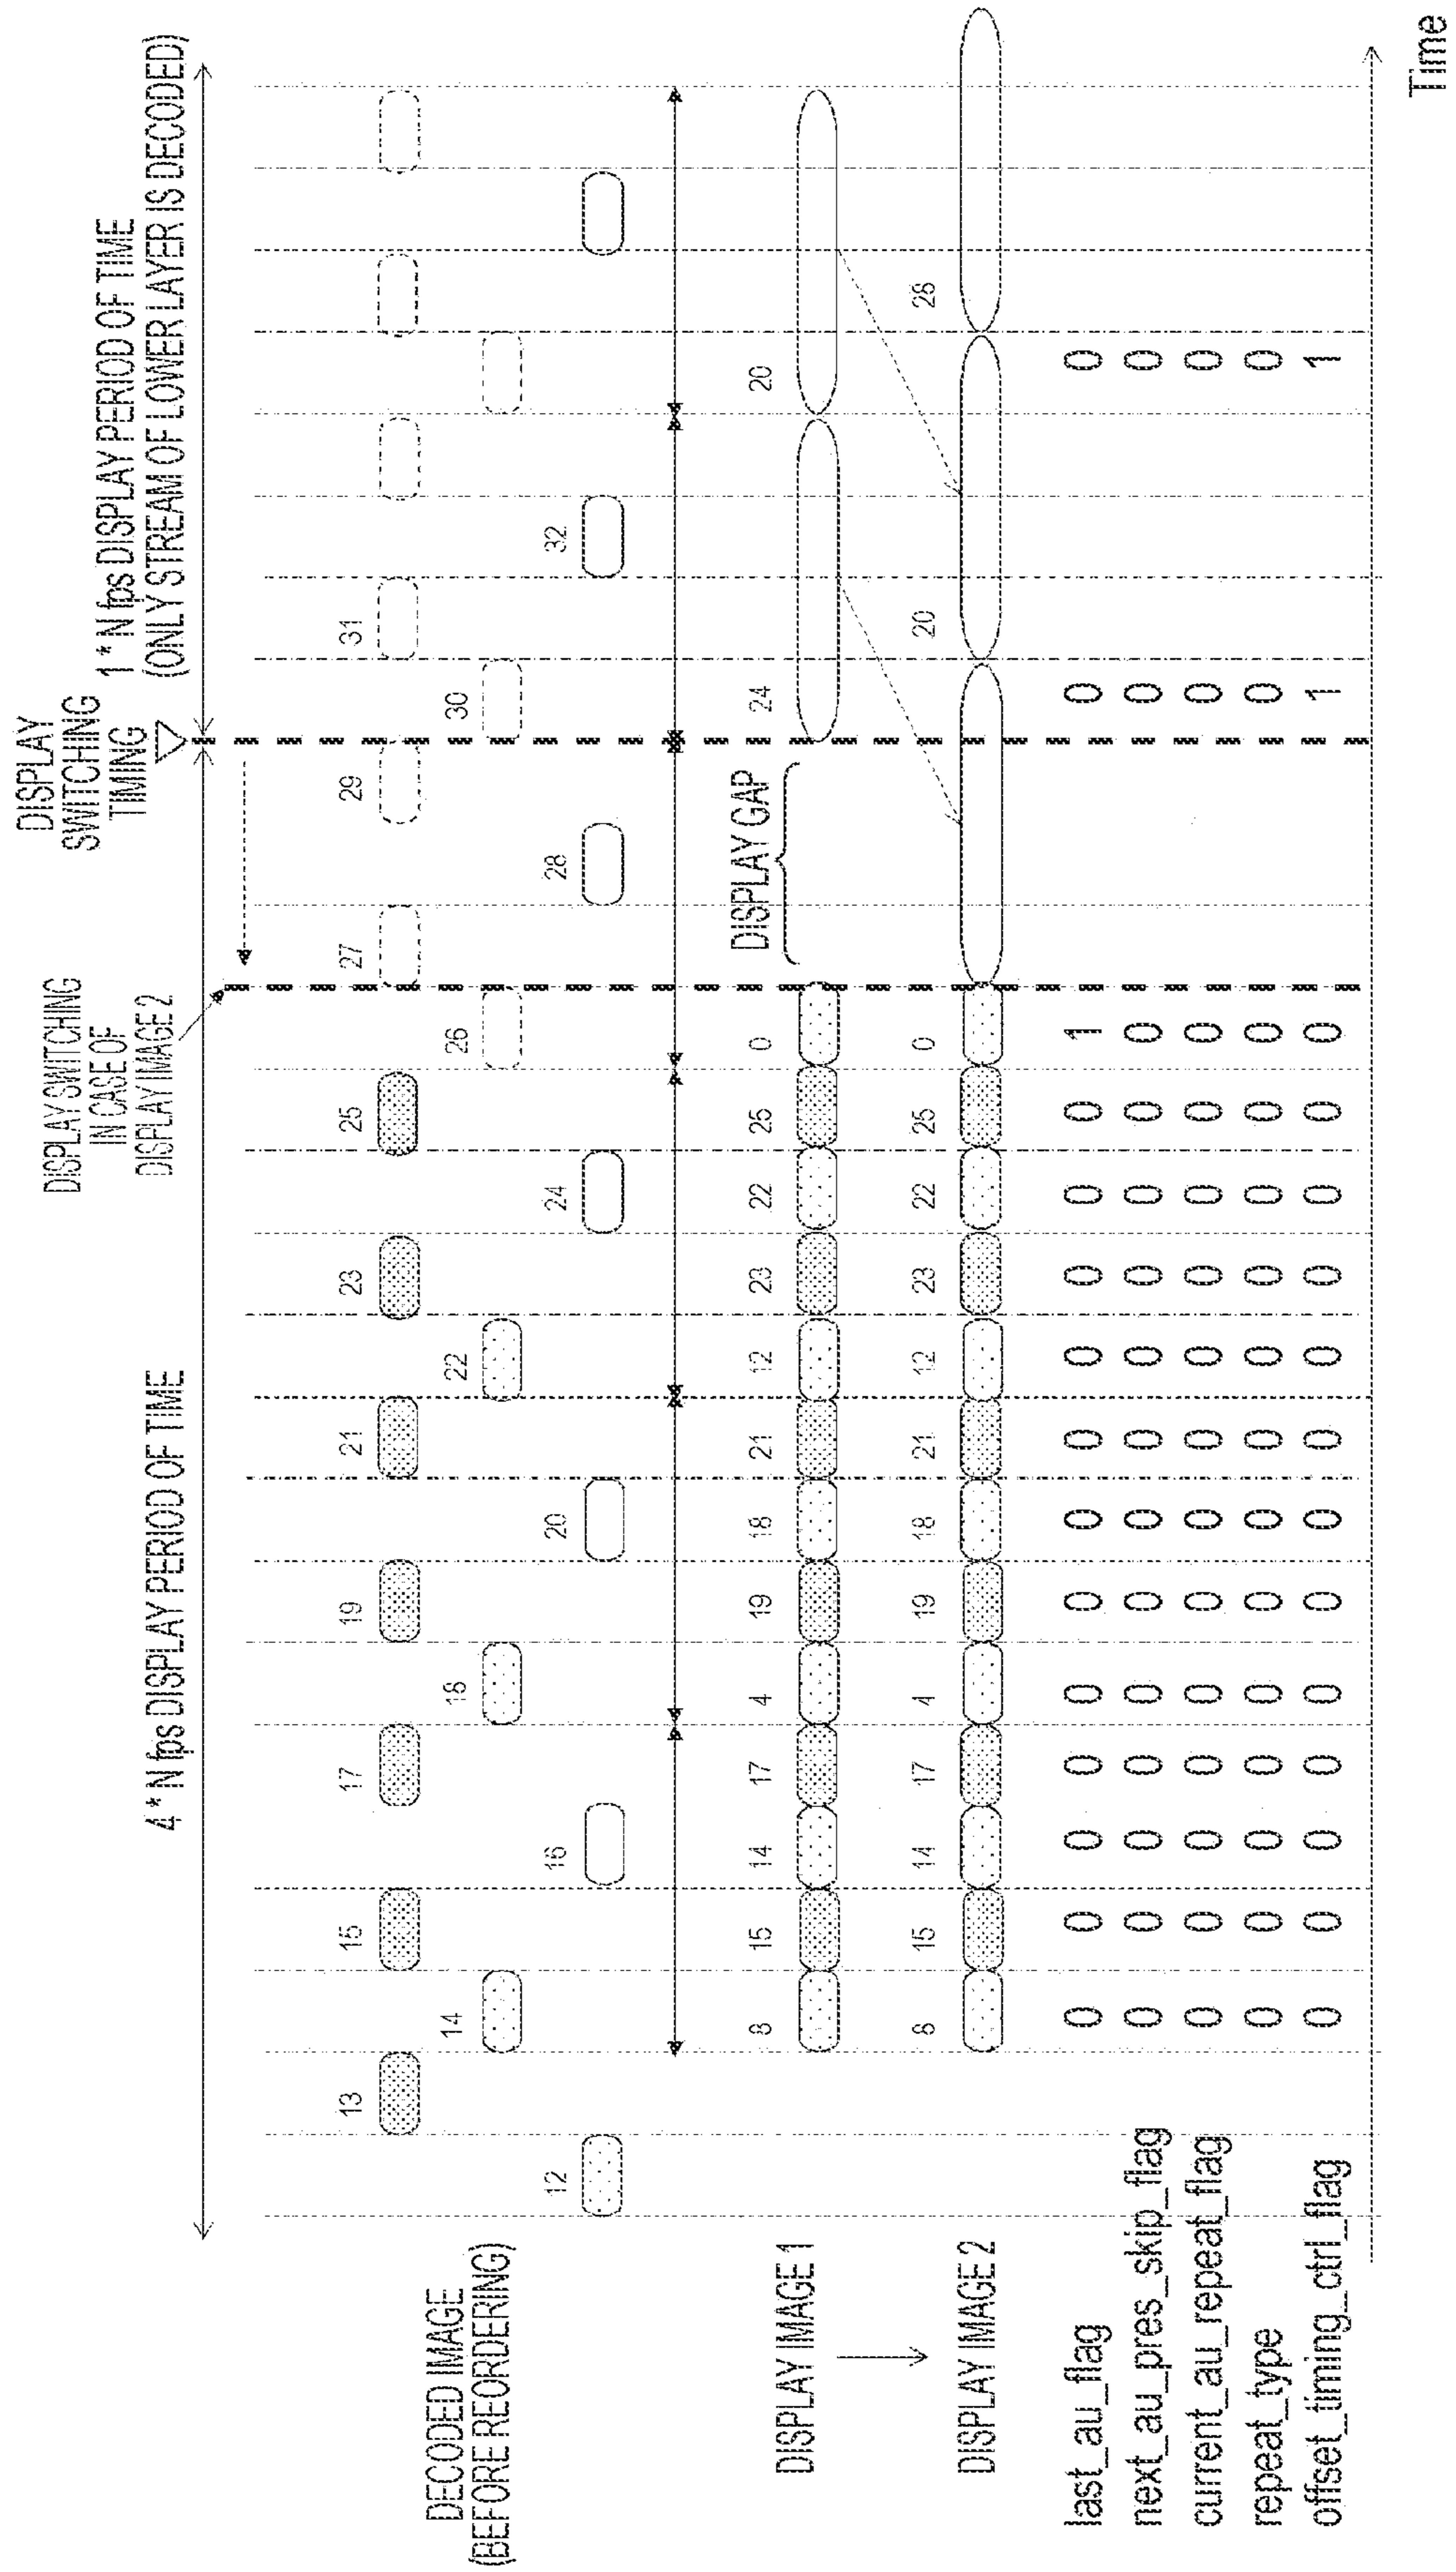 DISPLAY
SWITCHING
TIMING
1 * N fps DISPLAY PERIOD OF TIME
(ONLY STREAM OF LOWER LAYER IS DECODED)
DISPLAY SWITCHING
IN CASE OF
DISPLAY IMAGE 2
4 * N fps DISPLAY PERIOD OF TIME
DECODED IMAGE
(BEFORE REORDERING)
13 15 17 19 21 23 25 27 29 31
14 18 22 26 30
12 16 20 24 28 32
DISPLAY GAP
DISPLAY IMAGE 1
8 15 14 17 4 19 18 21 12 23 22 25 0 24 20
DISPLAY IMAGE 2
8 15 14 17 4 19 18 21 12 23 22 25 0 20 28
last_au_flag 0 0 0 0 0 0 0 0 0 0 0 0 1 0 0
next_au_pres_skip_flag 0 0 0 0 0 0 0 0 0 0 0 0 0 0 0
current_au_repeat_flag 0 0 0 0 0 0 0 0 0 0 0 0 0 0 0
repeat_type 0 0 0 0 0 0 0 0 0 0 0 0 0 0 0
offset_timing_ctrl_flag 0 0 0 0 0 0 0 0 0 0 0 0 0 1 1
Time